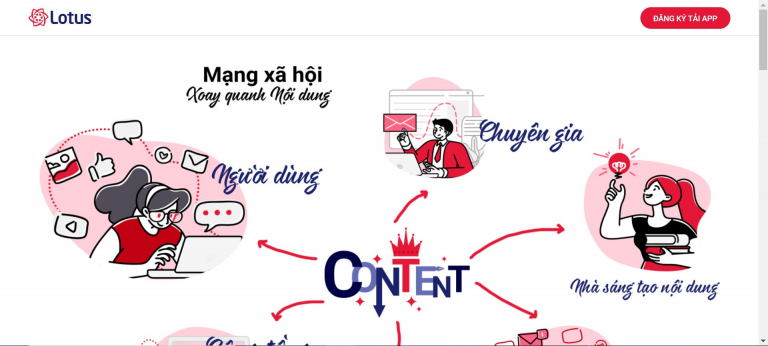 Lotus
ĐĂNG KÝ TẢI APP
Mạng xã hội
Xoay quanh Nội dung
Chuyên gia
Người dùng
CONTENT
Nhà sáng tạo nội dung